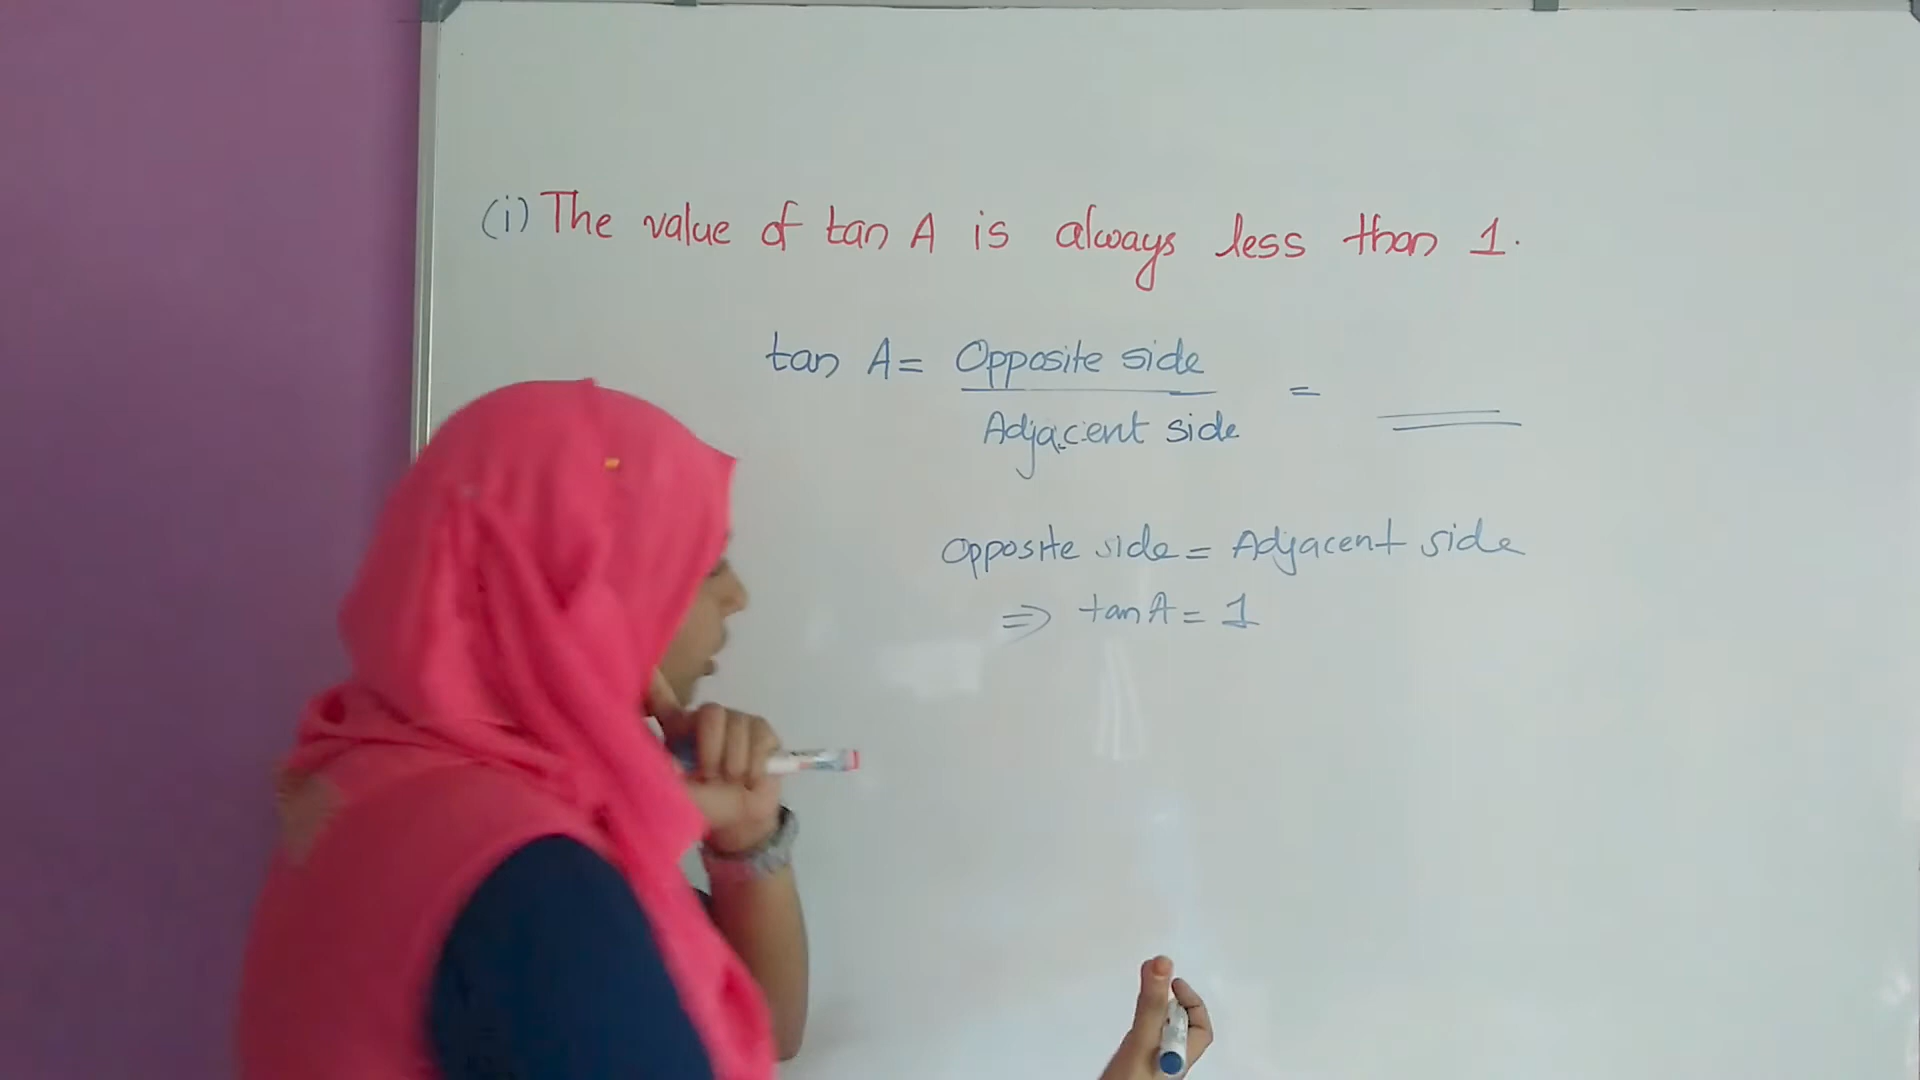 (i) The value of tan A is always less than 1.
tan A = Opposite side =
Adjacent side
Opposite side = Adjacent side
⇒ tan A = 1